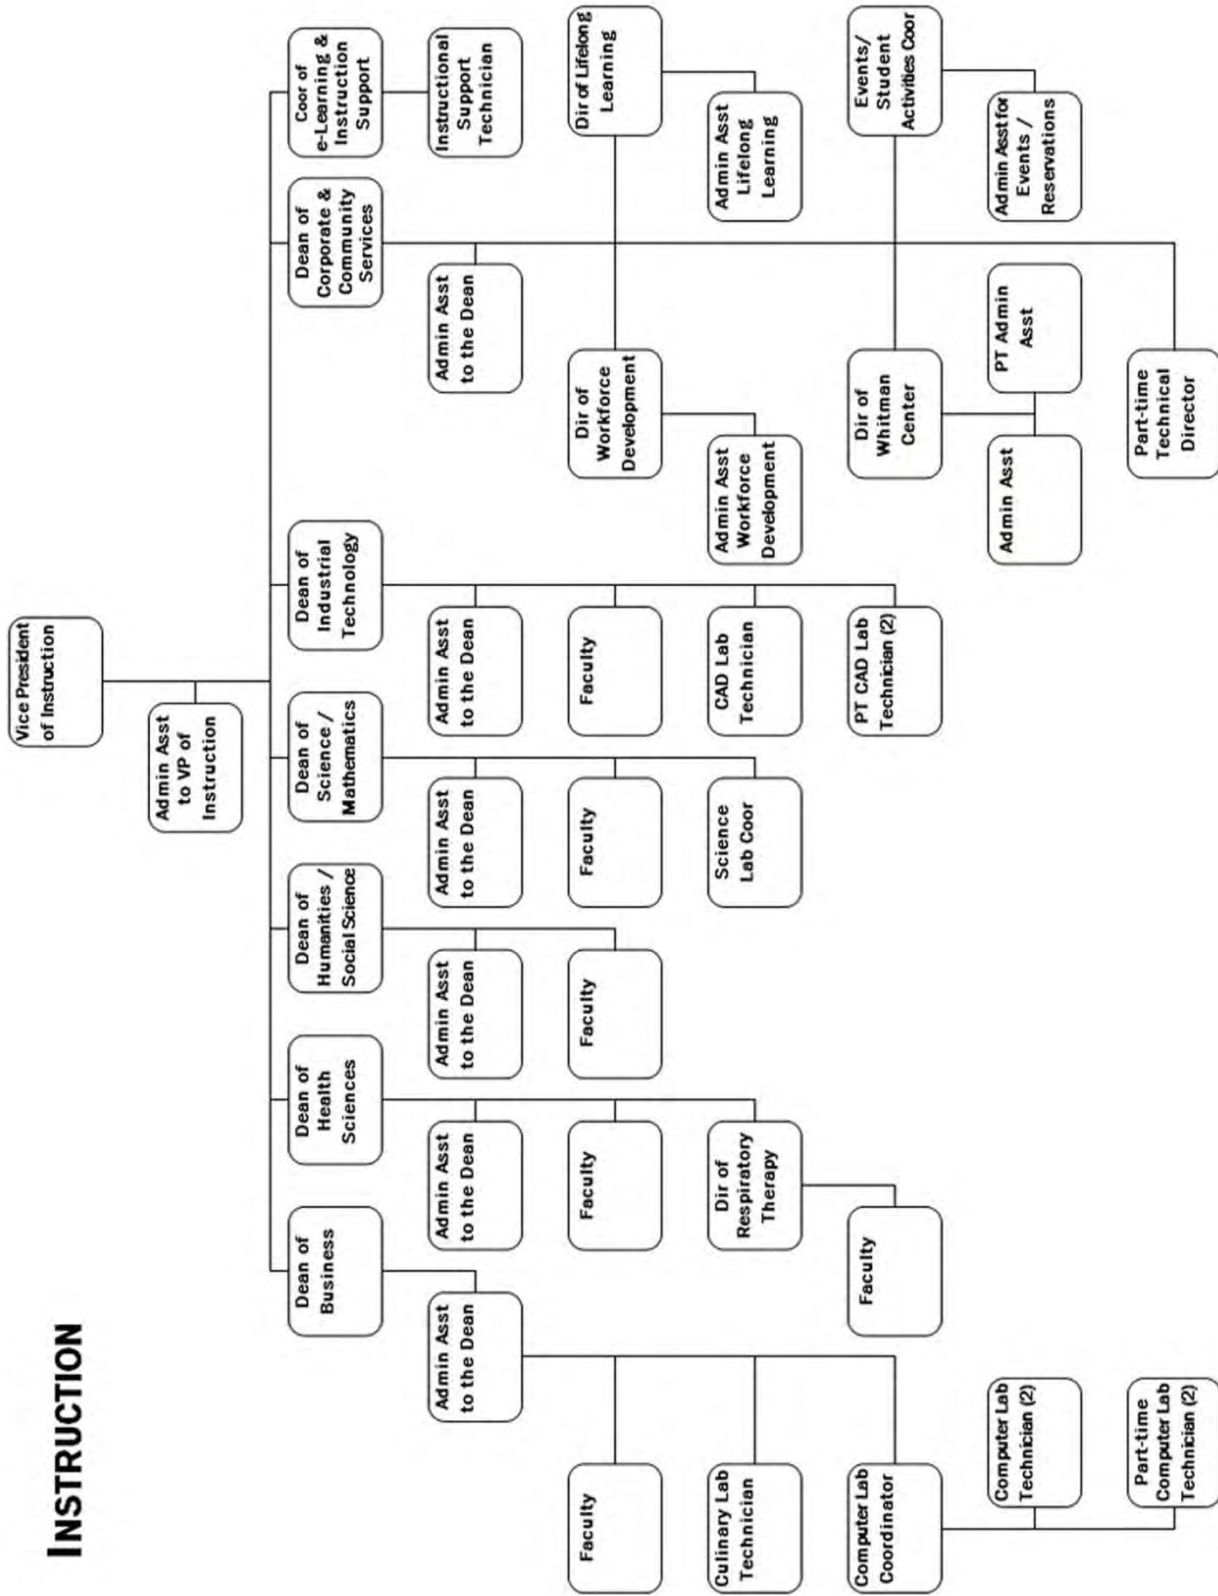 INSTRUCTION
Vice President
of Instruction
Admin Asst
to VP of
Instruction
Dean of
Business
Admin Asst
to the Dean
Faculty
Culinary Lab
Technician
Computer Lab
Coordinator
Computer Lab
Technician (2)
Part-time
Computer Lab
Technician (2)
Dean of
Health
Sciences
Admin Asst
to the Dean
Faculty
Dir of
Respiratory
Therapy
Faculty
Dean of
Humanities /
Social Science
Admin Asst
to the Dean
Faculty
Dean of
Science /
Mathematics
Admin Asst
to the Dean
Faculty
Science
Lab Coor
Dean of
Industrial
Technology
Admin Asst
to the Dean
Faculty
CAD Lab
Technician
PT CAD Lab
Technician (2)
Dean of
Corporate &
Community
Services
Admin Asst
to the Dean
Dir of
Workforce
Development
Admin Asst
Workforce
Development
Dir of Lifelong
Learning
Admin Asst
Lifelong
Learning
Dir of
Whitman
Center
Admin Asst
PT Admin
Asst
Events/
Student
Activities Coor
Admin Asst for
Events /
Reservations
Part-time
Technical
Director
Coor of
e-Learning &
Instruction
Support
Instructional
Support
Technician